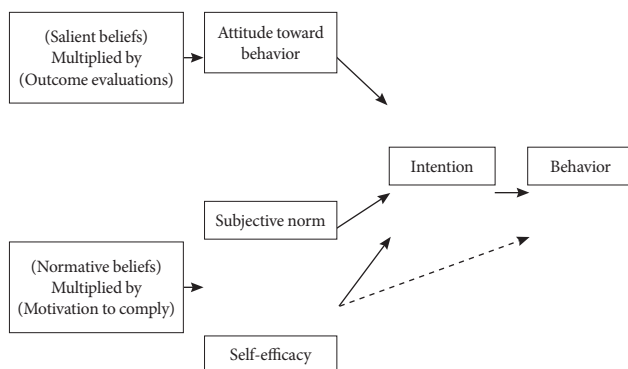 (Salient beliefs)
Multiplied by
(Outcome evaluations)
Attitude toward
behavior
Intention
Behavior
Subjective norm
(Normative beliefs)
Multiplied by
(Motivation to comply)
Self-efficacy